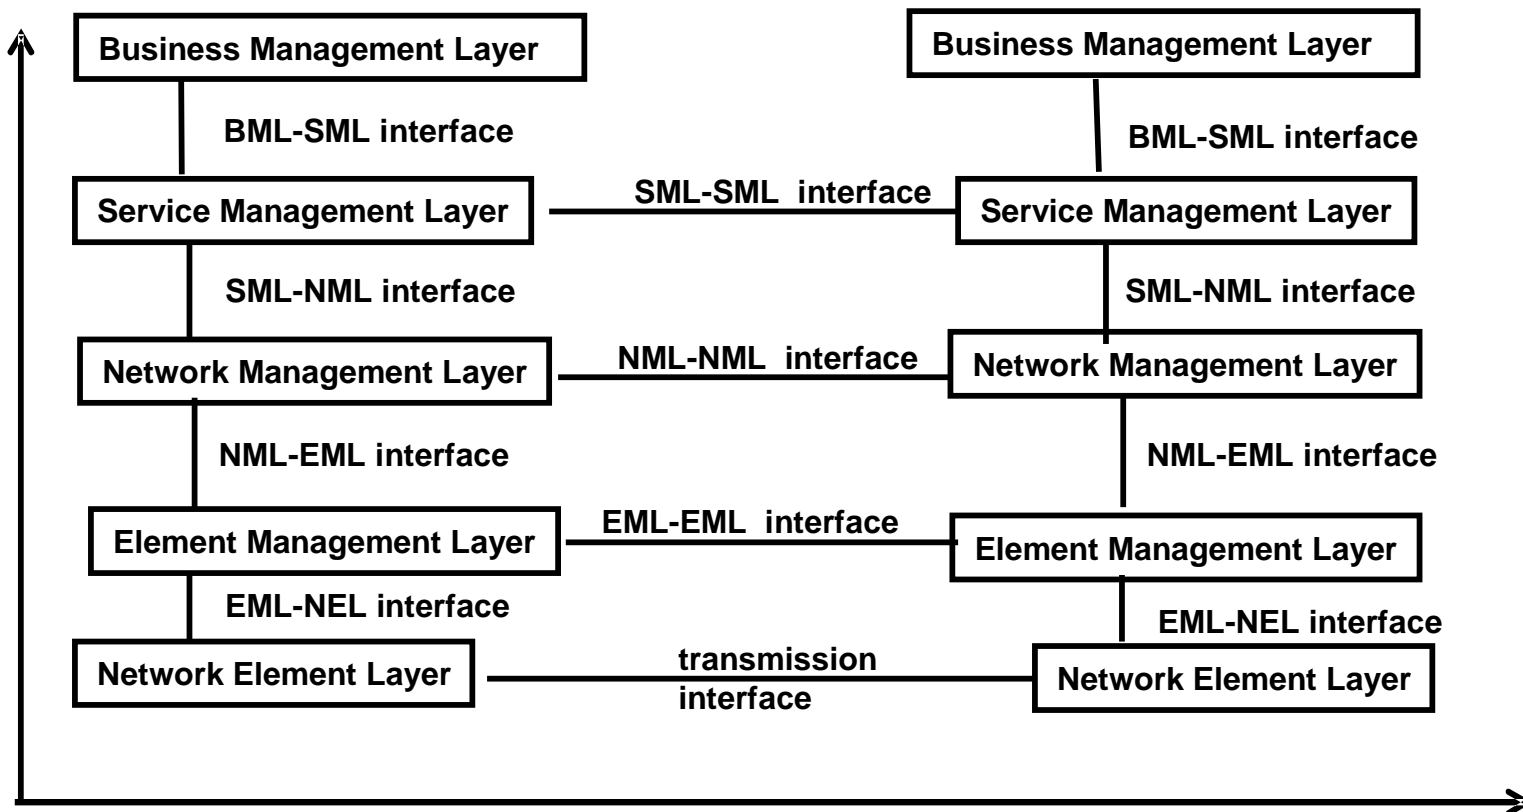 Business Management Layer
Business Management Layer
BML-SML interface
BML-SML interface
SML-SML interface
Service Management Layer
Service Management Layer
SML-NML interface
SML-NML interface
NML-NML interface
Network Management Layer
Network Management Layer
NML-EML interface
NML-EML interface
EML-EML interface
Element Management Layer
Element Management Layer
EML-NEL interface
EML-NEL interface
transmission
interface
Network Element Layer
Network Element Layer